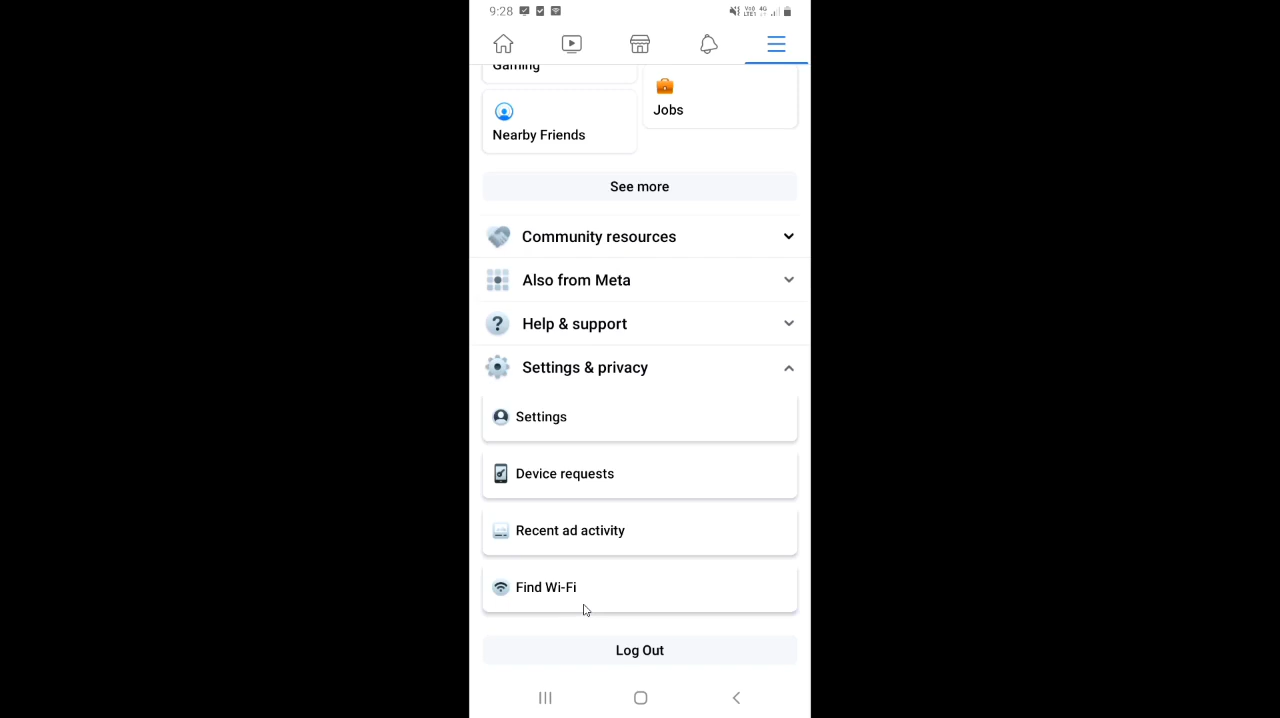 9:28
Gaming
Jobs
Nearby Friends
See more
Community resources
Also from Meta
Help & support
Settings & privacy
Settings
Device requests
Recent ad activity
Find Wi-Fi
Log Out